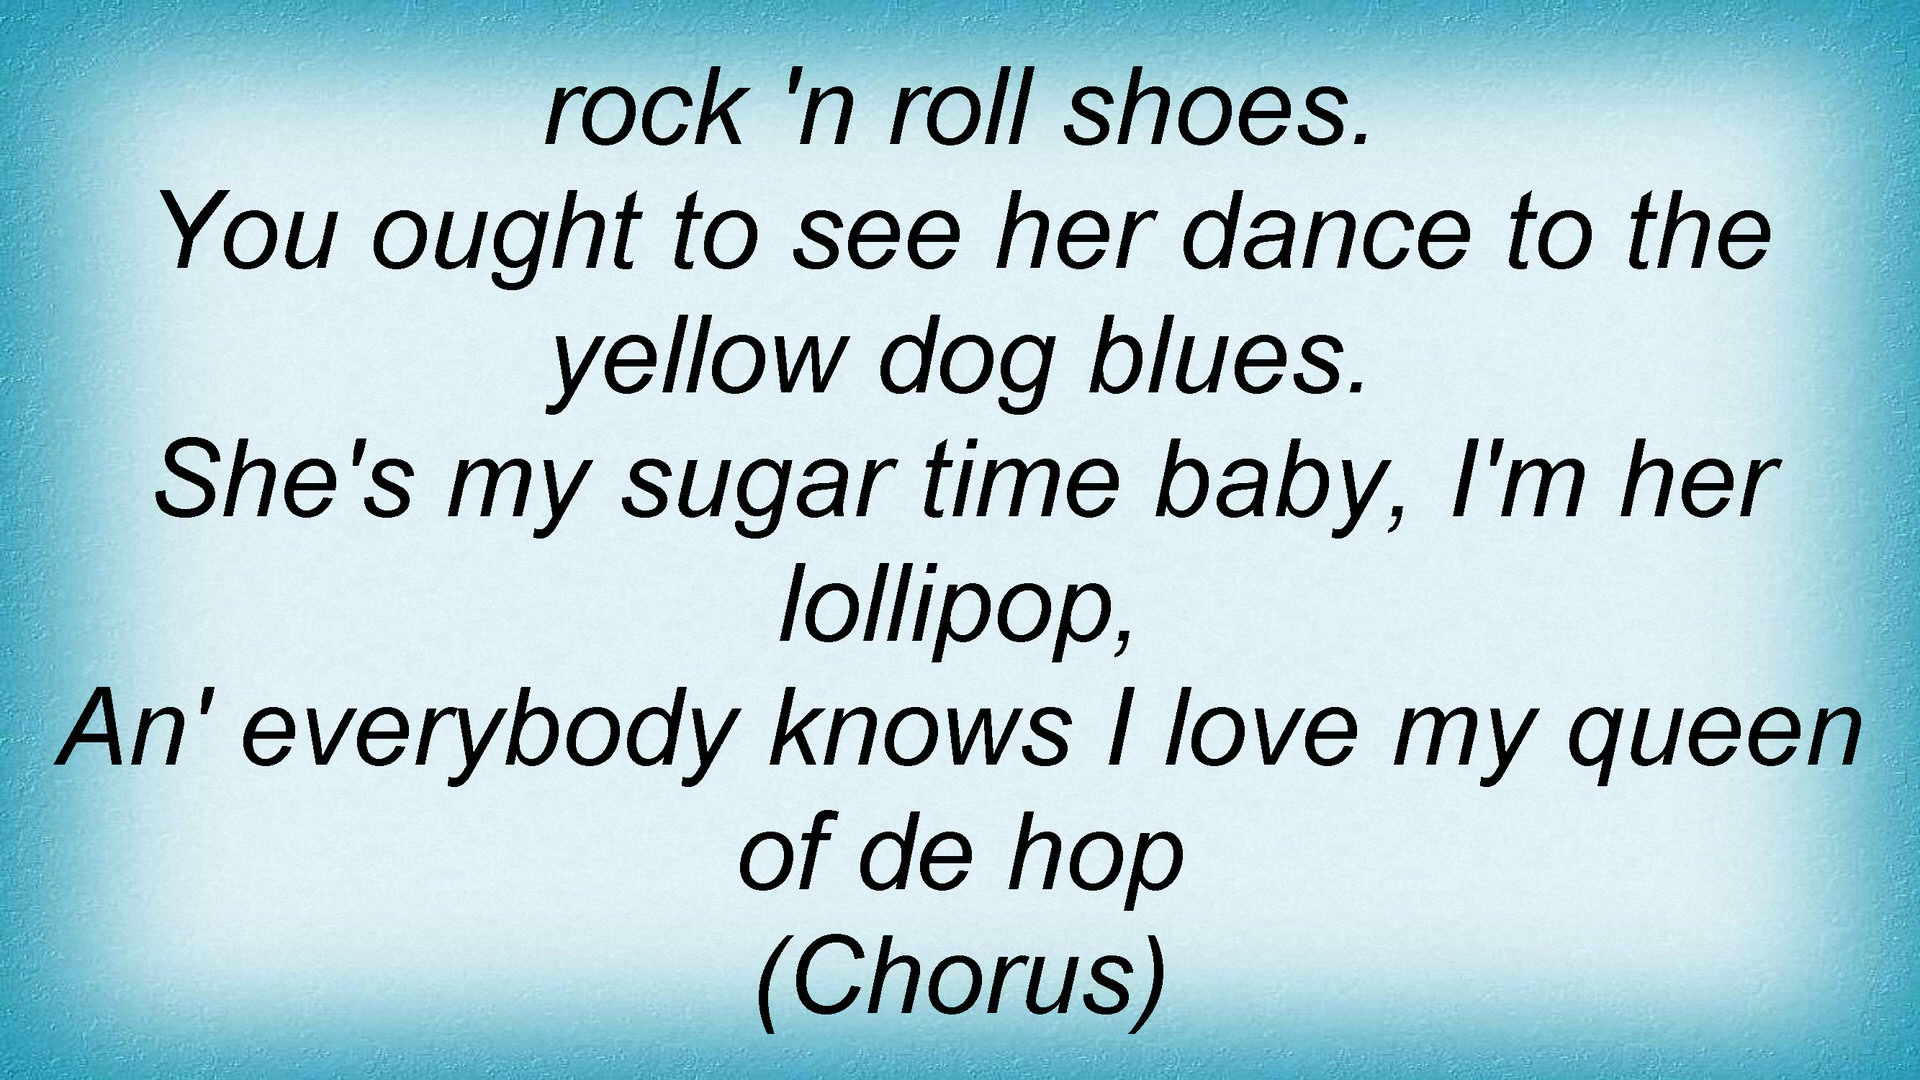 rock 'n roll shoes.
You ought to see her dance to the
yellow dog blues.
She's my sugar time baby, I'm her
lollipop,
An' everybody knows I love my queen
of de hop
(Chorus)